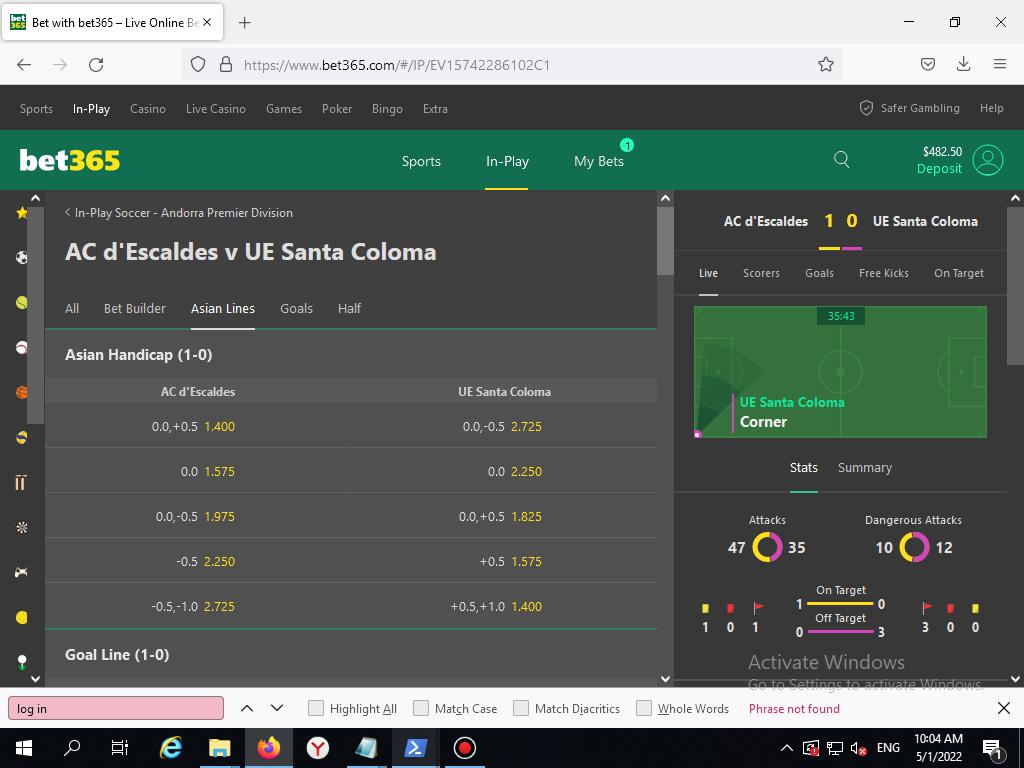 bet 365 Bet with bet365 – Live Online Be
https://www.bet365.com/#/IP/EV15742286102C1
Sports In-Play Casino Live Casino Games Poker Bingo Extra Safer Gambling Help
bet365 Sports In-Play My Bets 1 $482.50
Deposit
In-Play Soccer - Andorra Premier Division
AC d'Escaldes v UE Santa Coloma
All Bet Builder Asian Lines Goals Half
Asian Handicap (1-0)
AC d'Escaldes UE Santa Coloma
0.0,+0.5 1.400 0.0,-0.5 2.725
0.0 1.575 0.0 2.250
0.0,-0.5 1.975 0.0,+0.5 1.825
-0.5 2.250 +0.5 1.575
-0.5,-1.0 2.725 +0.5,+1.0 1.400
Goal Line (1-0)
AC d'Escaldes 1 0 UE Santa Coloma
Live Scorers Goals Free Kicks On Target
35:43
UE Santa Coloma
Corner
Stats Summary
Attacks Dangerous Attacks
47 35 10 12
On Target
1 0
Off Target
0 3
1 0 1 3 0 0
Activate Windows
Go to Settings to activate Windows.
log in Highlight All Match Case Match Diacritics Whole Words Phrase not found
ENG 10:04 AM
5/1/2022 1